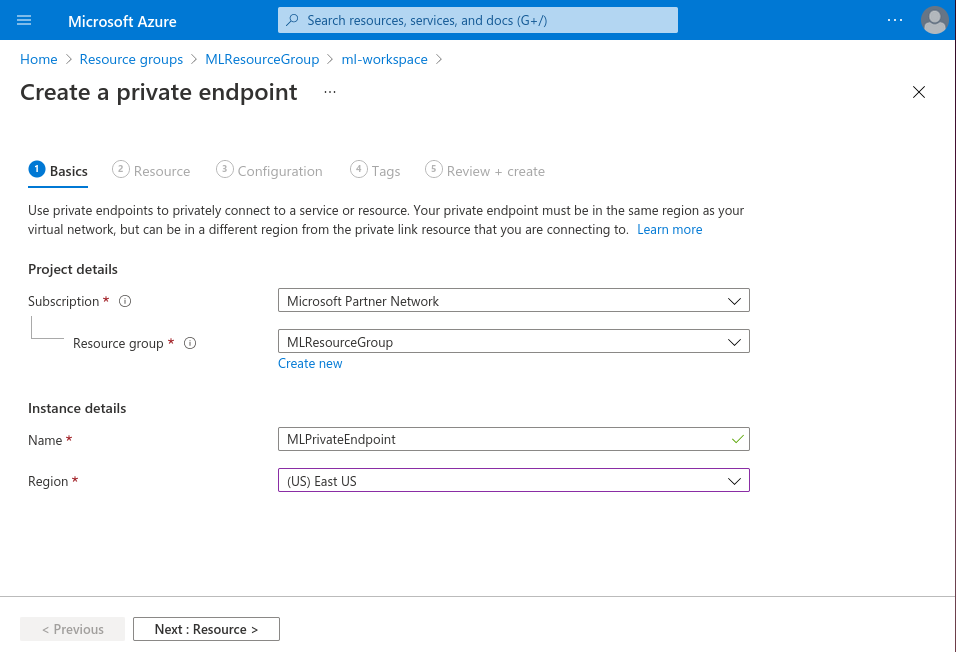 Microsoft Azure
Search resources, services, and docs (G+/)
...
Home > Resource groups > MLResourceGroup > ml-workspace >
Create a private endpoint ...
1 Basics 2 Resource 3 Configuration 4 Tags 5 Review + create
Use private endpoints to privately connect to a service or resource. Your private endpoint must be in the same region as your
virtual network, but can be in a different region from the private link resource that you are connecting to. Learn more
Project details
Subscription * Microsoft Partner Network
Resource group * MLResourceGroup
Create new
Instance details
Name * MLPrivateEndpoint
Region * (US) East US
< Previous Next : Resource >